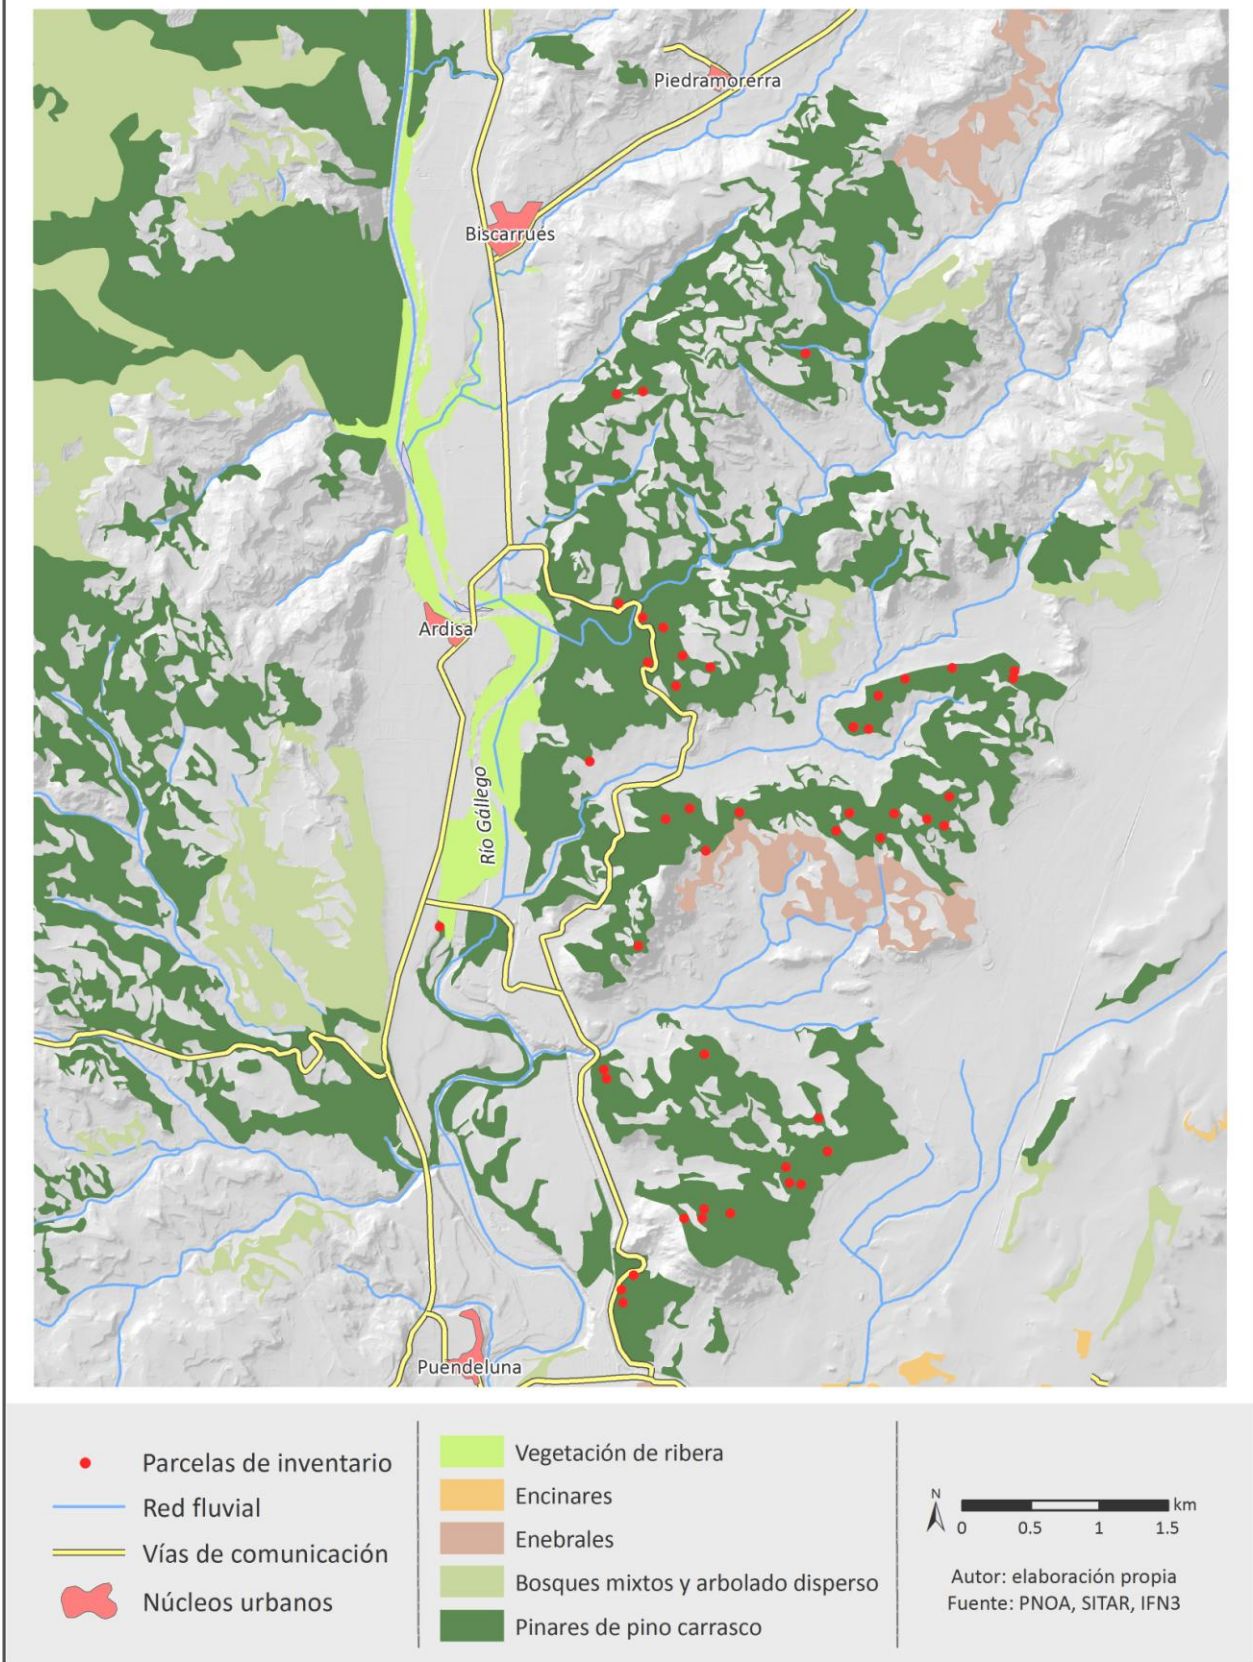 Piedramorerra
Biscarrués
Ardisa
Río Gállego
Puendeluna
Parcelas de inventario
Red fluvial
Vías de comunicación
Núcleos urbanos
Vegetación de ribera
Encinares
Enebrales
Bosques mixtos y arbolado disperso
Pinares de pino carrasco
N
km
0 0.5 1 1.5
Autor: elaboración propia
Fuente: PNOA, SITAR, IFN3